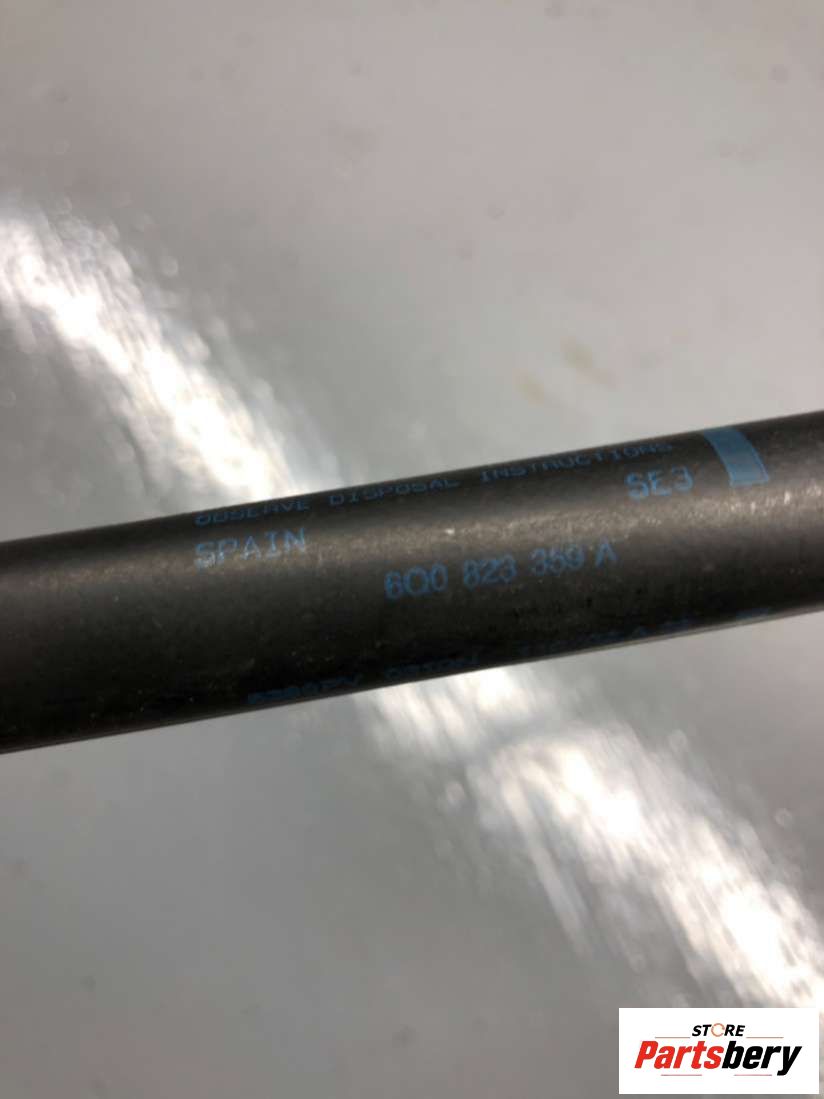 OBSERVE DISPOSAL INSTRUCTIONS
SE3
SPAIN
6Q0 823 359 A
STORE
Partsbery